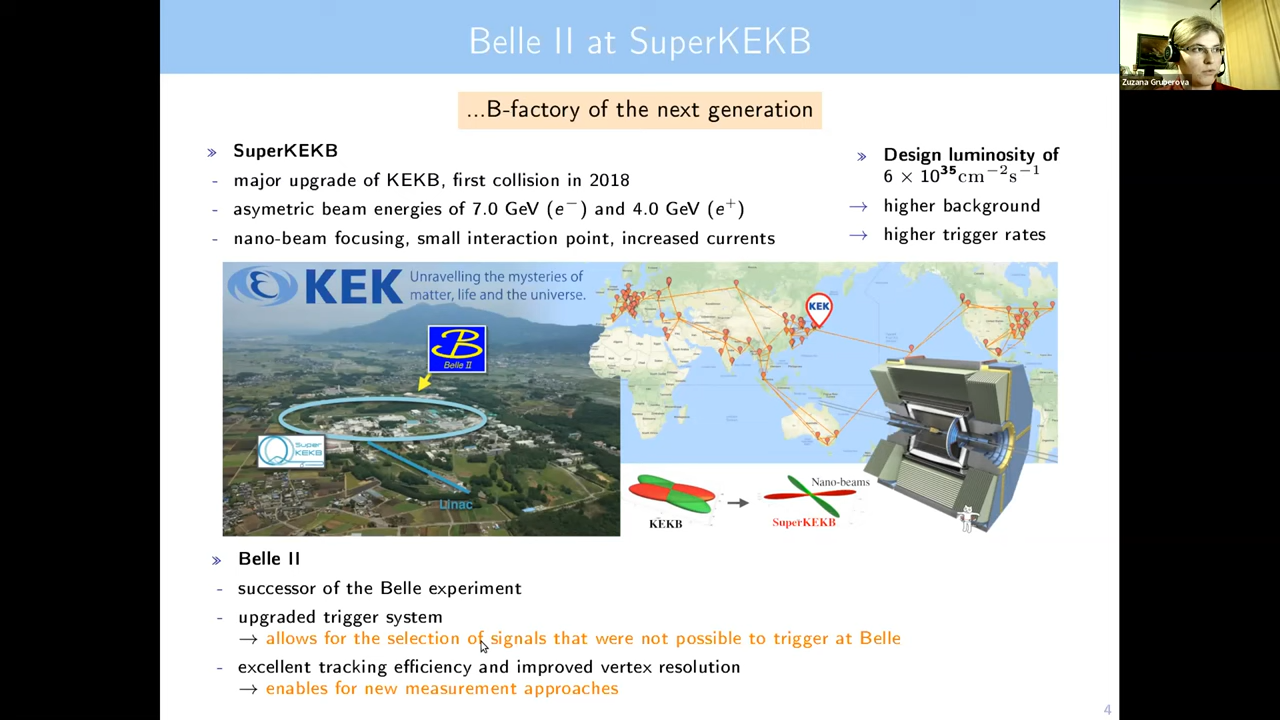 Belle II at SuperKEKB
Zuzana Gruberova
...B-factory of the next generation
» SuperKEKB
- major upgrade of KEKB, first collision in 2018
- asymetric beam energies of 7.0 GeV (e⁻) and 4.0 GeV (e⁺)
- nano-beam focusing, small interaction point, increased currents
» Design luminosity of
6 × 10³⁵cm⁻²s⁻¹
→ higher background
→ higher trigger rates
KEK
Unravelling the mysteries of
matter, life and the universe.
KEK
B
Belle II
Super
KEKB
Linac
Nano-beams
KEKB
SuperKEKB
» Belle II
- successor of the Belle experiment
- upgraded trigger system
→ allows for the selection of signals that were not possible to trigger at Belle
- excellent tracking efficiency and improved vertex resolution
→ enables for new measurement approaches
4